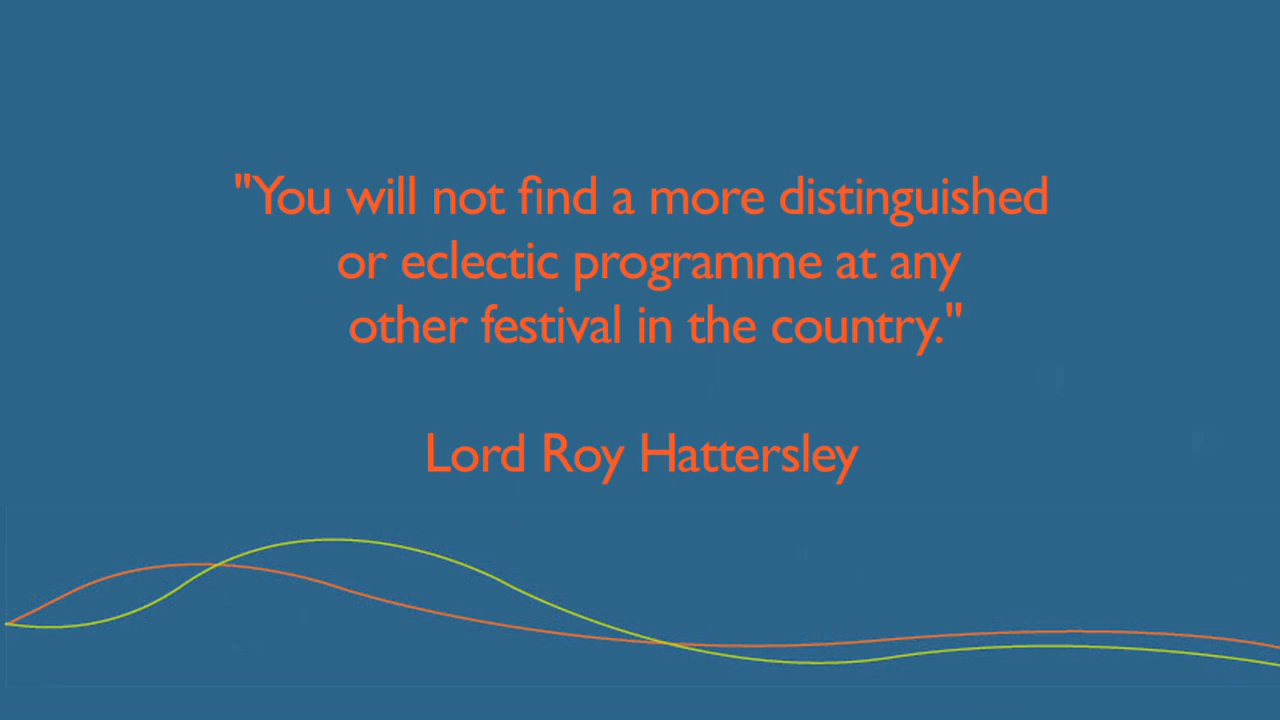 "You will not find a more distinguished
or eclectic programme at any
other festival in the country."
Lord Roy Hattersley